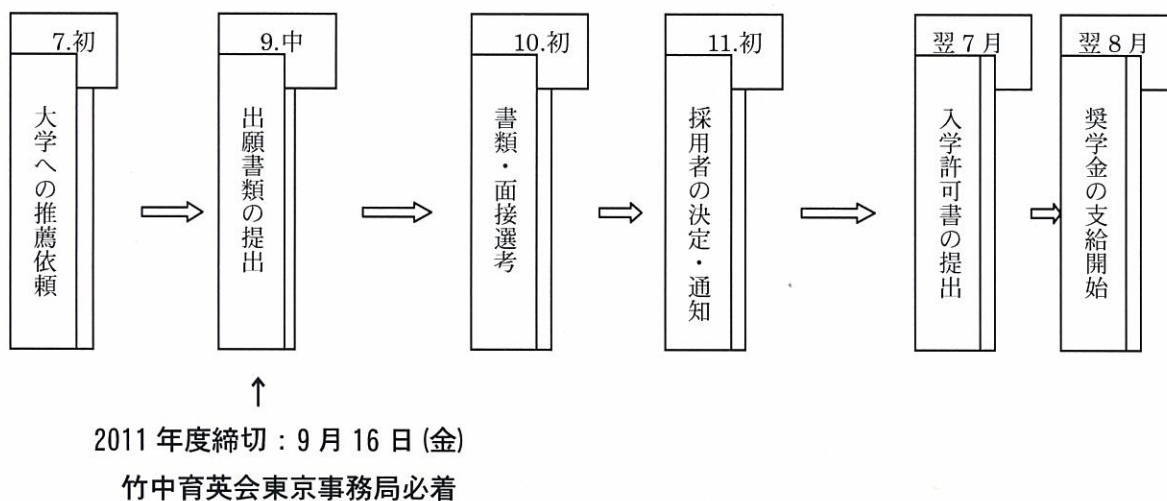 7.初
大学への推薦依頼
9.中
出願書類の提出
10.初
書類・面接選考
11.初
採用者の決定・通知
翌7月
入学許可書の提出
翌8月
奨学金の支給開始
2011年度締切：9月16日(金)
竹中育英会東京事務局必着